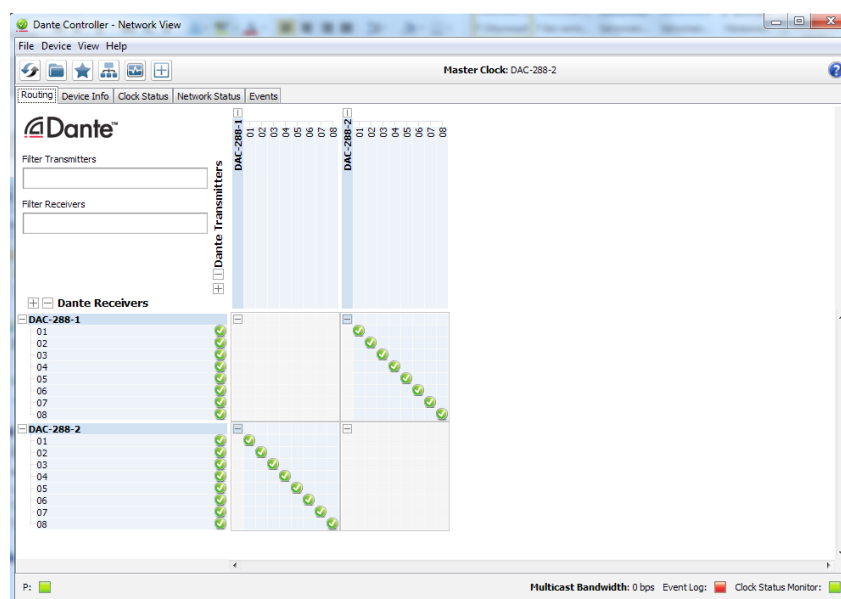 Dante Controller - Network View
File Device View Help
Master Clock: DAC-288-2
?
Routing Device Info Clock Status Network Status Events
Dante™
Filter Transmitters
Filter Receivers
Dante Transmitters
DAC-288-1
01 02 03 04 05 06 07 08
DAC-288-2
01 02 03 04 05 06 07 08
Dante Receivers
DAC-288-1
01
02
03
04
05
06
07
08
DAC-288-2
01
02
03
04
05
06
07
08
P:
Multicast Bandwidth: 0 bps Event Log: Clock Status Monitor: